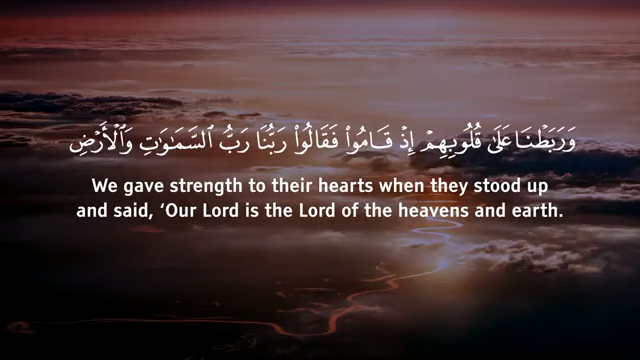 وَرَبَطْنَا عَلَىٰ قُلُوبِهِمْ إِذْ قَامُوا۟ فَقَالُوا۟ رَبُّنَا رَبُّ ٱلسَّمَـٰوَٰتِ وَٱلْأَرْضِ
We gave strength to their hearts when they stood up
and said, ‘Our Lord is the Lord of the heavens and earth.